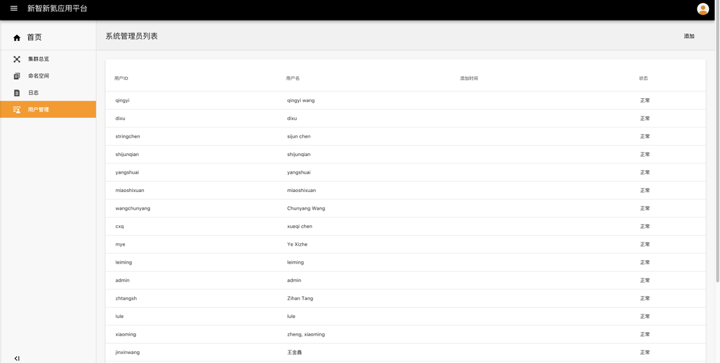 新智新氦应用平台
首页
系统管理员列表
添加
集群总览
命名空间
日志
用户管理
用户ID 用户名 添加时间 状态
qingyi qingyi wang 正常
dixu dixu 正常
stringchen sijun chen 正常
shijunqian shijunqian 正常
yangshuai yangshuai 正常
miaoshixuan miaoshixuan 正常
wangchunyang Chunyang Wang 正常
cxq xueqi chen 正常
mye Ye Xizhe 正常
leiming leiming 正常
admin admin 正常
zhtangsh Zihan Tang 正常
lule lule 正常
xiaoming zheng, xiaoming 正常
jinxinwang 王金鑫 正常